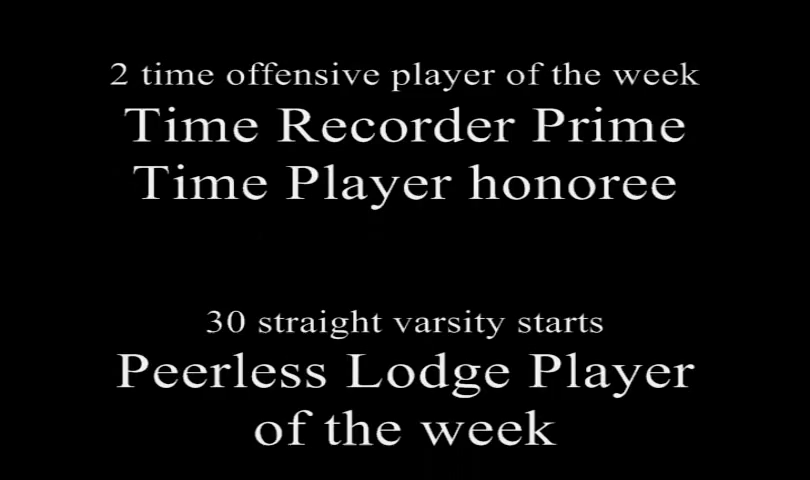 2 time offensive player of the week
Time Recorder Prime
Time Player honoree
30 straight varsity starts
Peerless Lodge Player
of the week